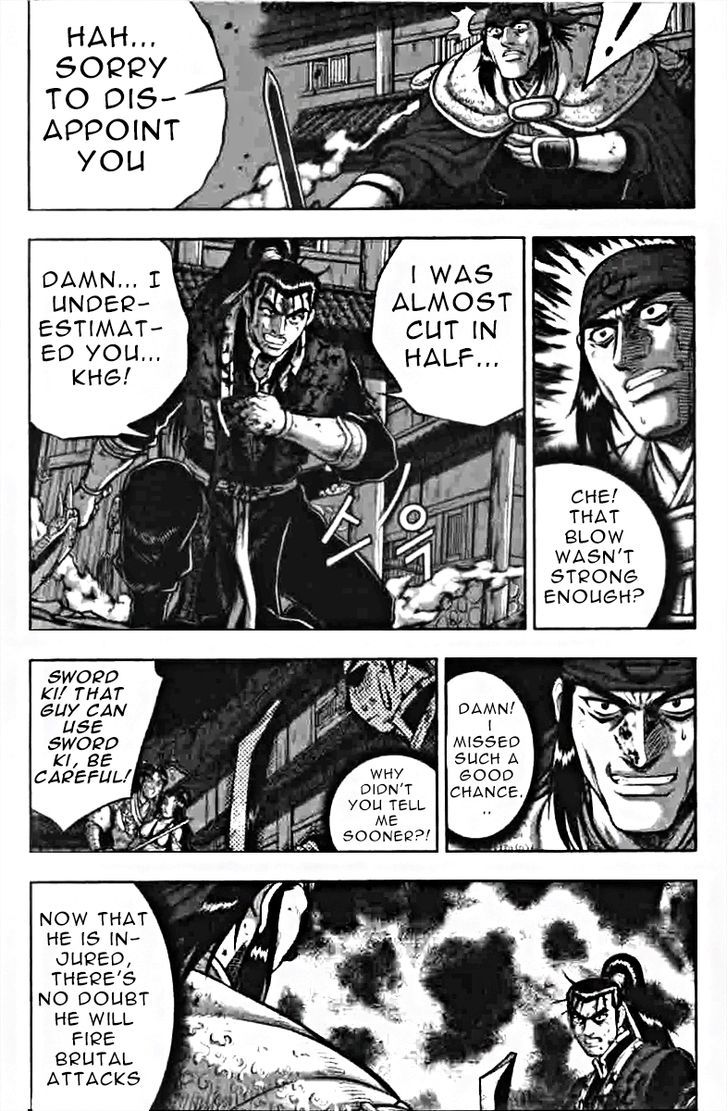 HAH...
SORRY
TO DIS-
APPOINT
YOU
!
DAMN... I
UNDER-
ESTIMAT-
ED YOU...
KHG!
I WAS
ALMOST
CUT IN
HALF...
스윽
CHE!
THAT
BLOW
WASN'T
STRONG
ENOUGH?
SWORD
KI! THAT
GUY CAN
USE
SWORD
KI, BE
CAREFUL!
WHY
DIDN'T
YOU TELL
ME
SOONER?!
DAMN!
I
MISSED
SUCH A
GOOD
CHANCE.
..
NOW THAT
HE IS IN-
JURED,
THERE'S
NO DOUBT
HE WILL
FIRE
BRUTAL
ATTACKS